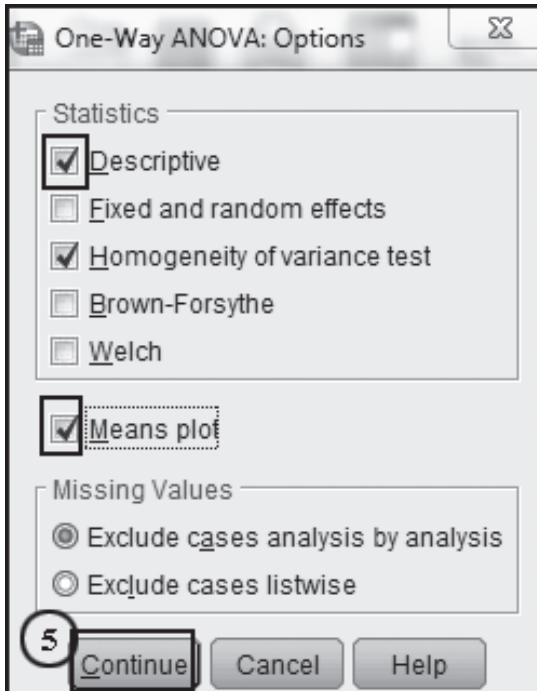 One-Way ANOVA: Options
Statistics
Descriptive
Fixed and random effects
Homogeneity of variance test
Brown-Forsythe
Welch
Means plot
Missing Values
Exclude cases analysis by analysis
Exclude cases listwise
5
Continue Cancel Help